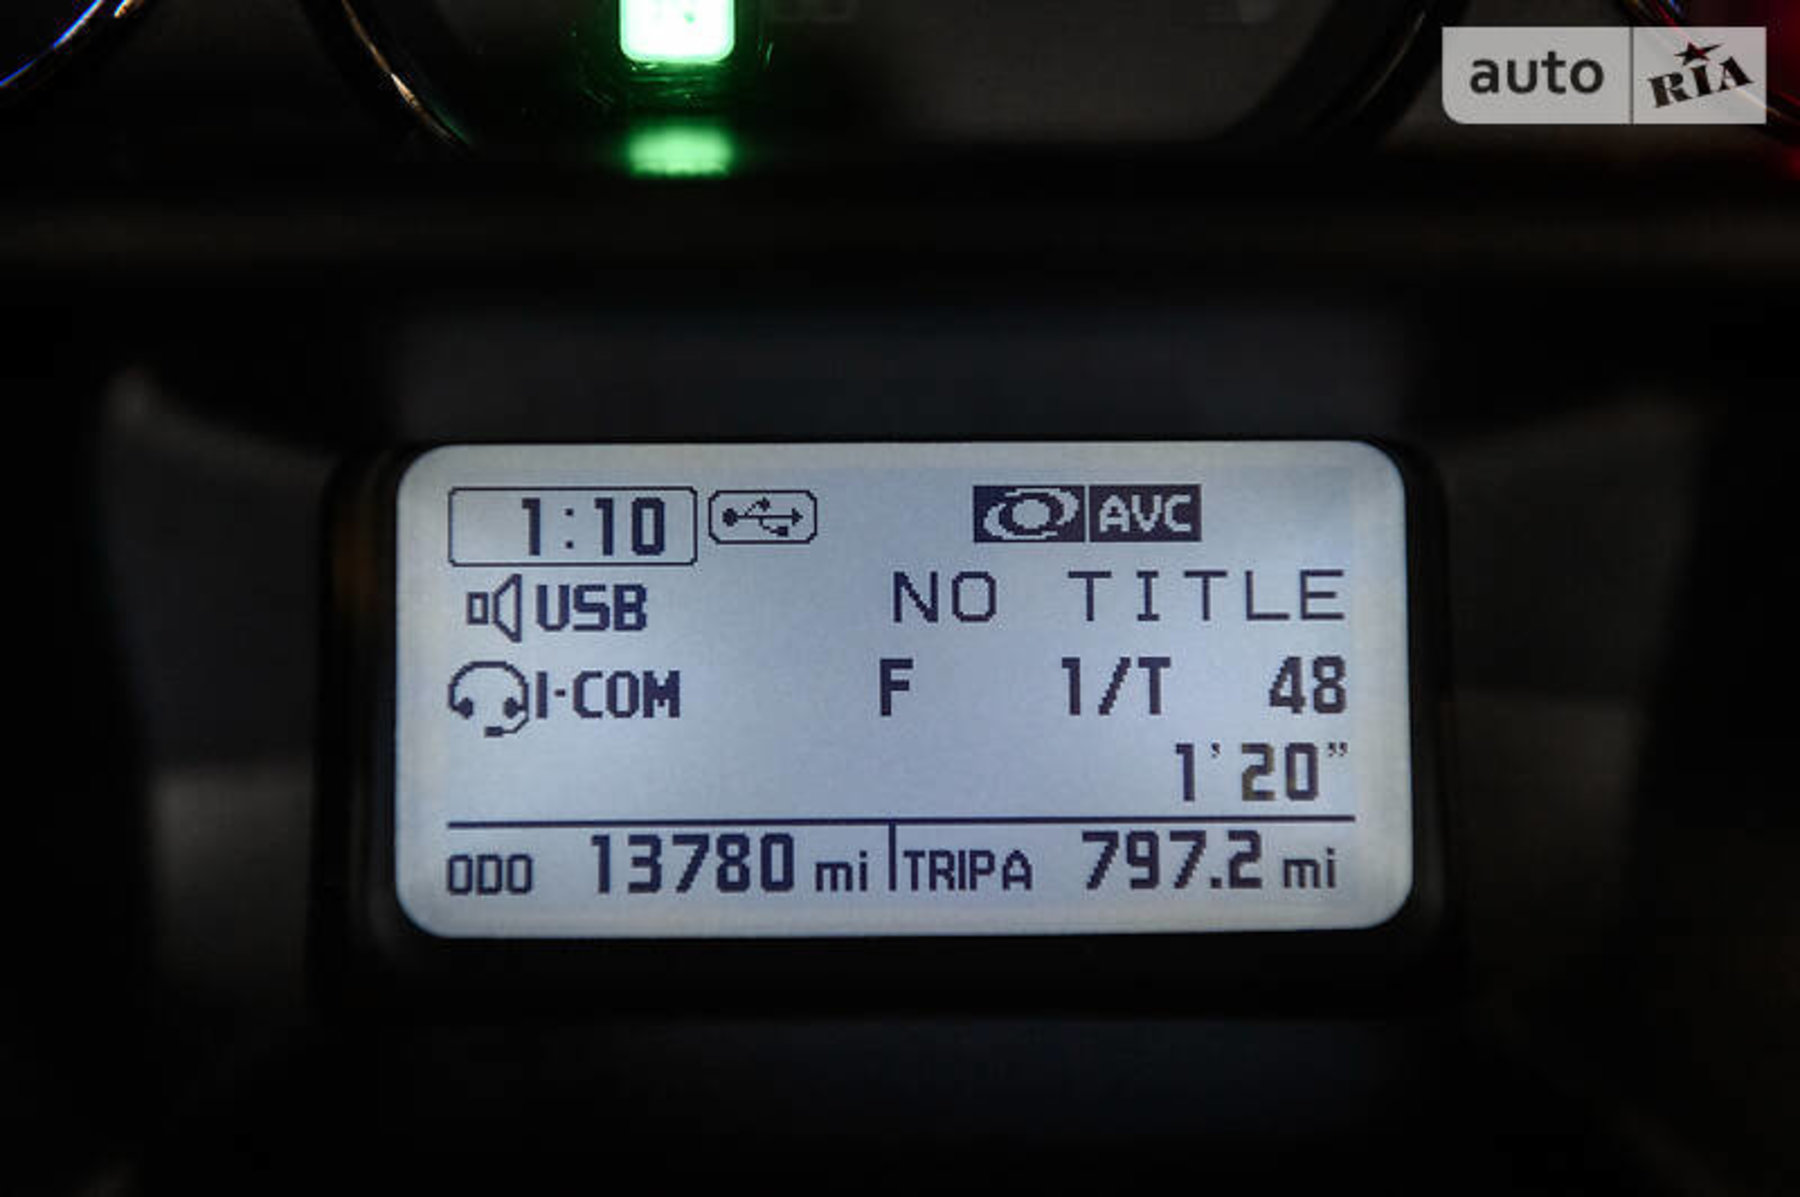 auto RIA
1:10 AVC
USB NO TITLE
I-COM F 1/T 48
1'20"
ODO 13780 mi TRIP A 797.2 mi